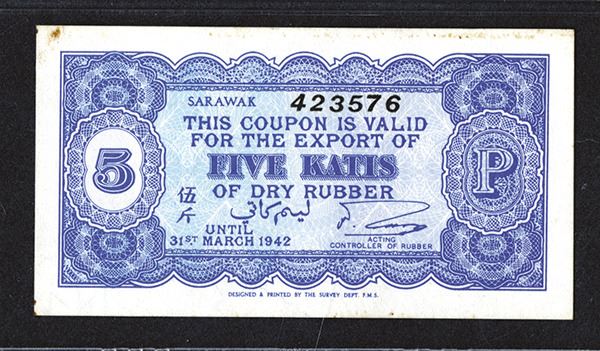 SARAWAK 423576
THIS COUPON IS VALID
FOR THE EXPORT OF
5 FIVE KATIS P
OF DRY RUBBER
伍斤 ليم كاتي
UNTIL
31ST MARCH 1942
ACTING
CONTROLLER OF RUBBER
DESIGNED & PRINTED BY THE SURVEY DEPT. F.M.S.